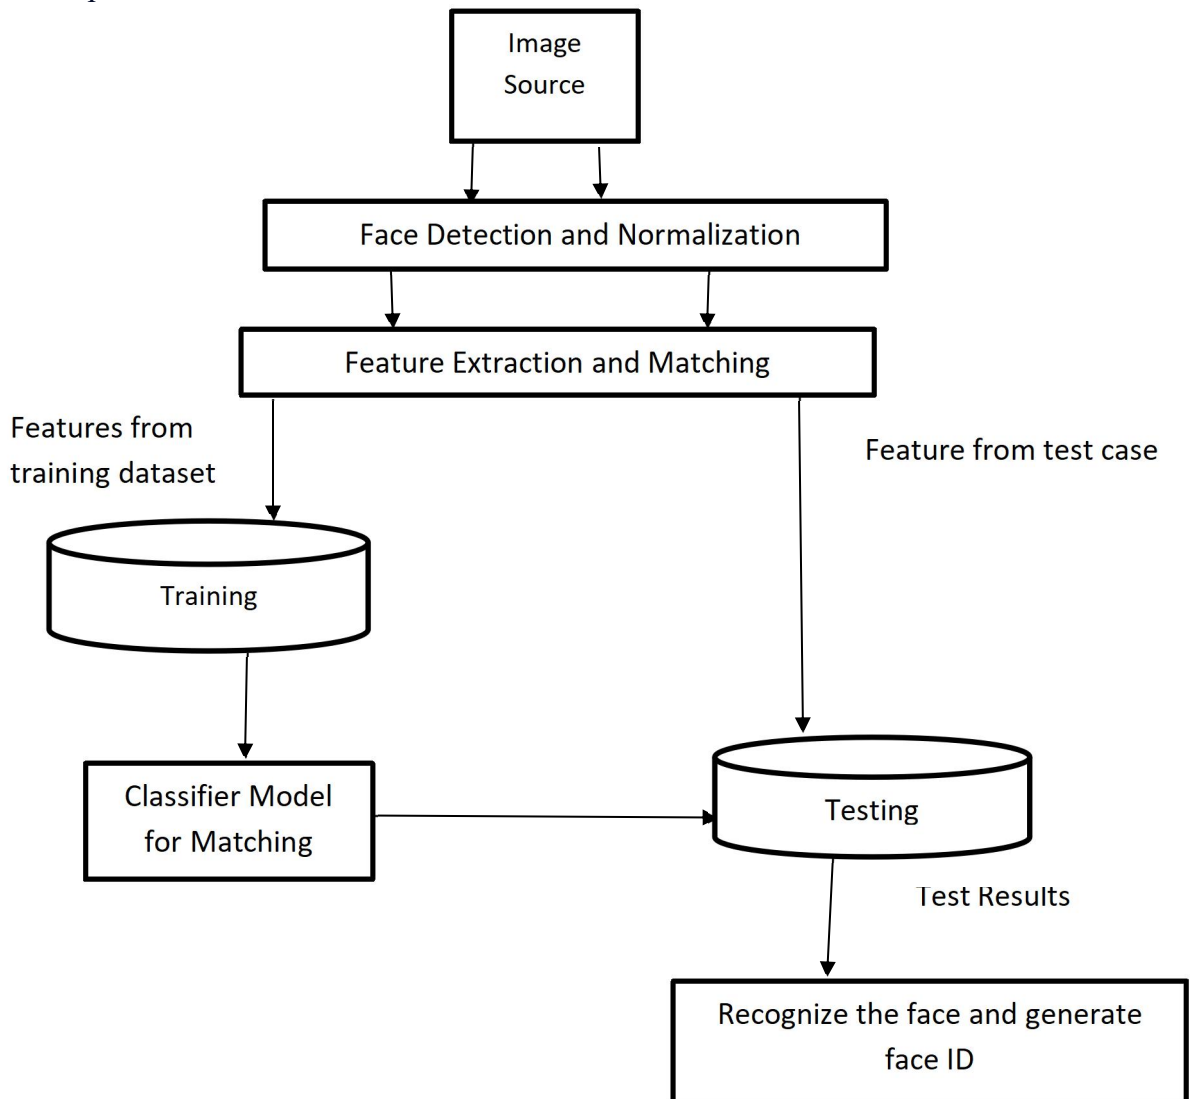 Image
Source
Face Detection and Normalization
Feature Extraction and Matching
Features from
training dataset
Feature from test case
Training
Classifier Model
for Matching
Testing
Test Results
Recognize the face and generate
face ID